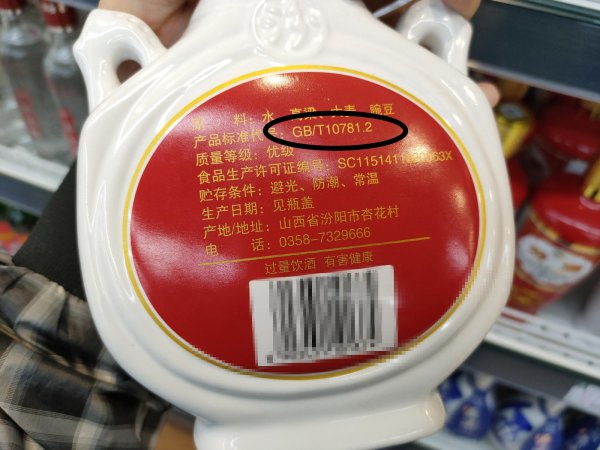 料：水、高粱、大麦、豌豆
产品标准代号：GB/T10781.2
质量等级：优级
食品生产许可证编号：
贮存条件：避光、防潮、常温
生产日期：见瓶盖
产地/地址：山西省汾阳市杏花村
电话：0358-7329666
过量饮酒 有害健康